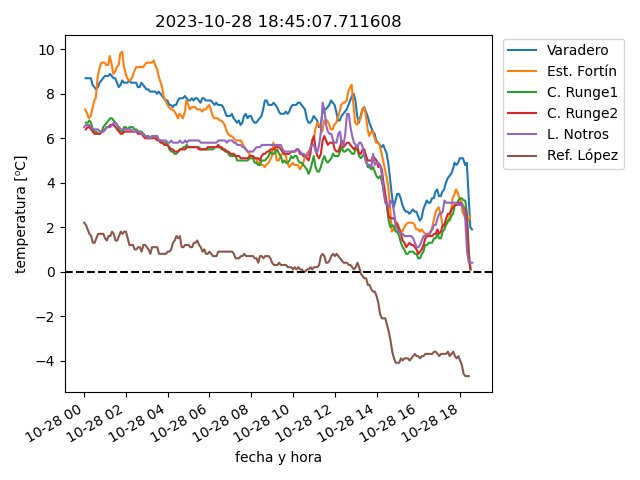 2023-10-28 18:45:07.711608
temperatura [ºC]
10
8
6
4
2
0
−2
−4
10-28 00
10-28 02
10-28 04
10-28 06
10-28 08
10-28 10
10-28 12
10-28 14
10-28 16
10-28 18
fecha y hora
Varadero
Est. Fortín
C. Runge1
C. Runge2
L. Notros
Ref. López